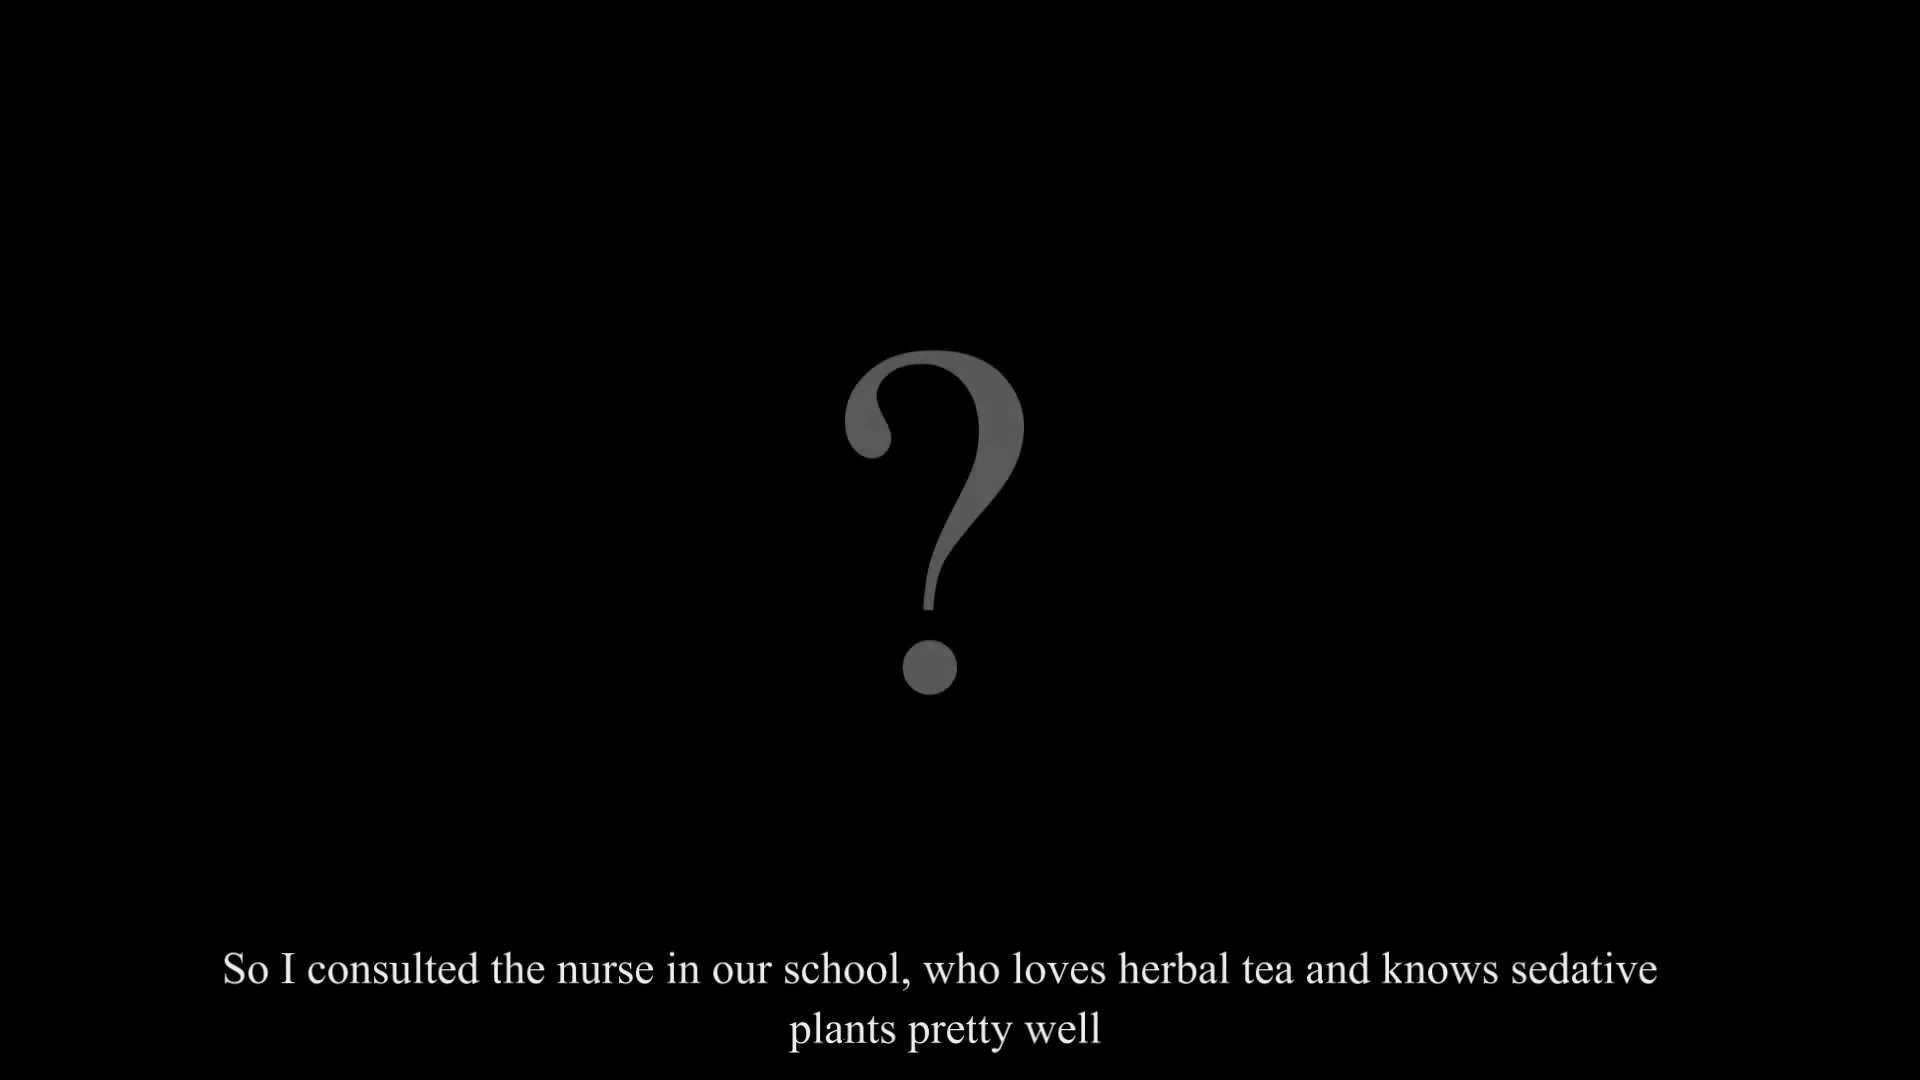 ?
So I consulted the nurse in our school, who loves herbal tea and knows sedative
plants pretty well